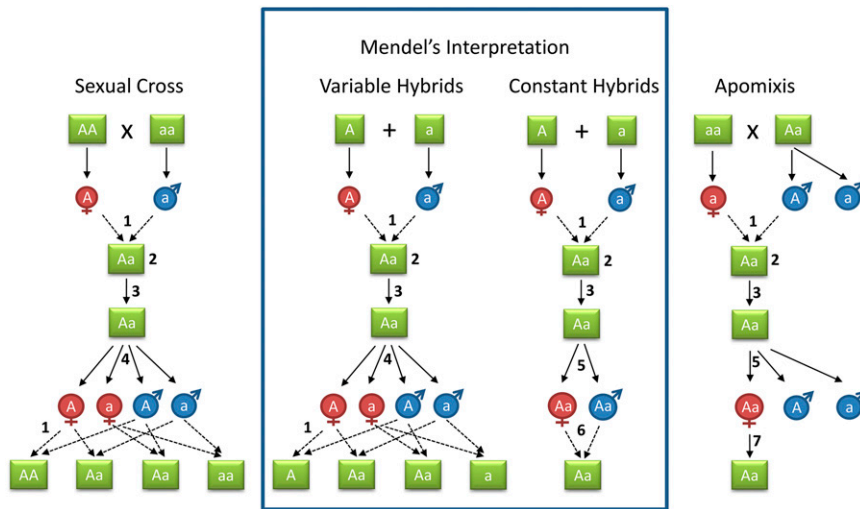 Mendel's Interpretation
Sexual Cross Variable Hybrids Constant Hybrids Apomixis
AA X aa A + a A + a aa X Aa
A a A a A a a A a
1 1 1 1
Aa 2 Aa 2 Aa 2 Aa 2
3 3 3 3
Aa Aa Aa Aa
4 4 5 5
A a A a A a A a Aa Aa Aa A a
1 1 6 7
AA Aa Aa aa A Aa Aa a Aa Aa